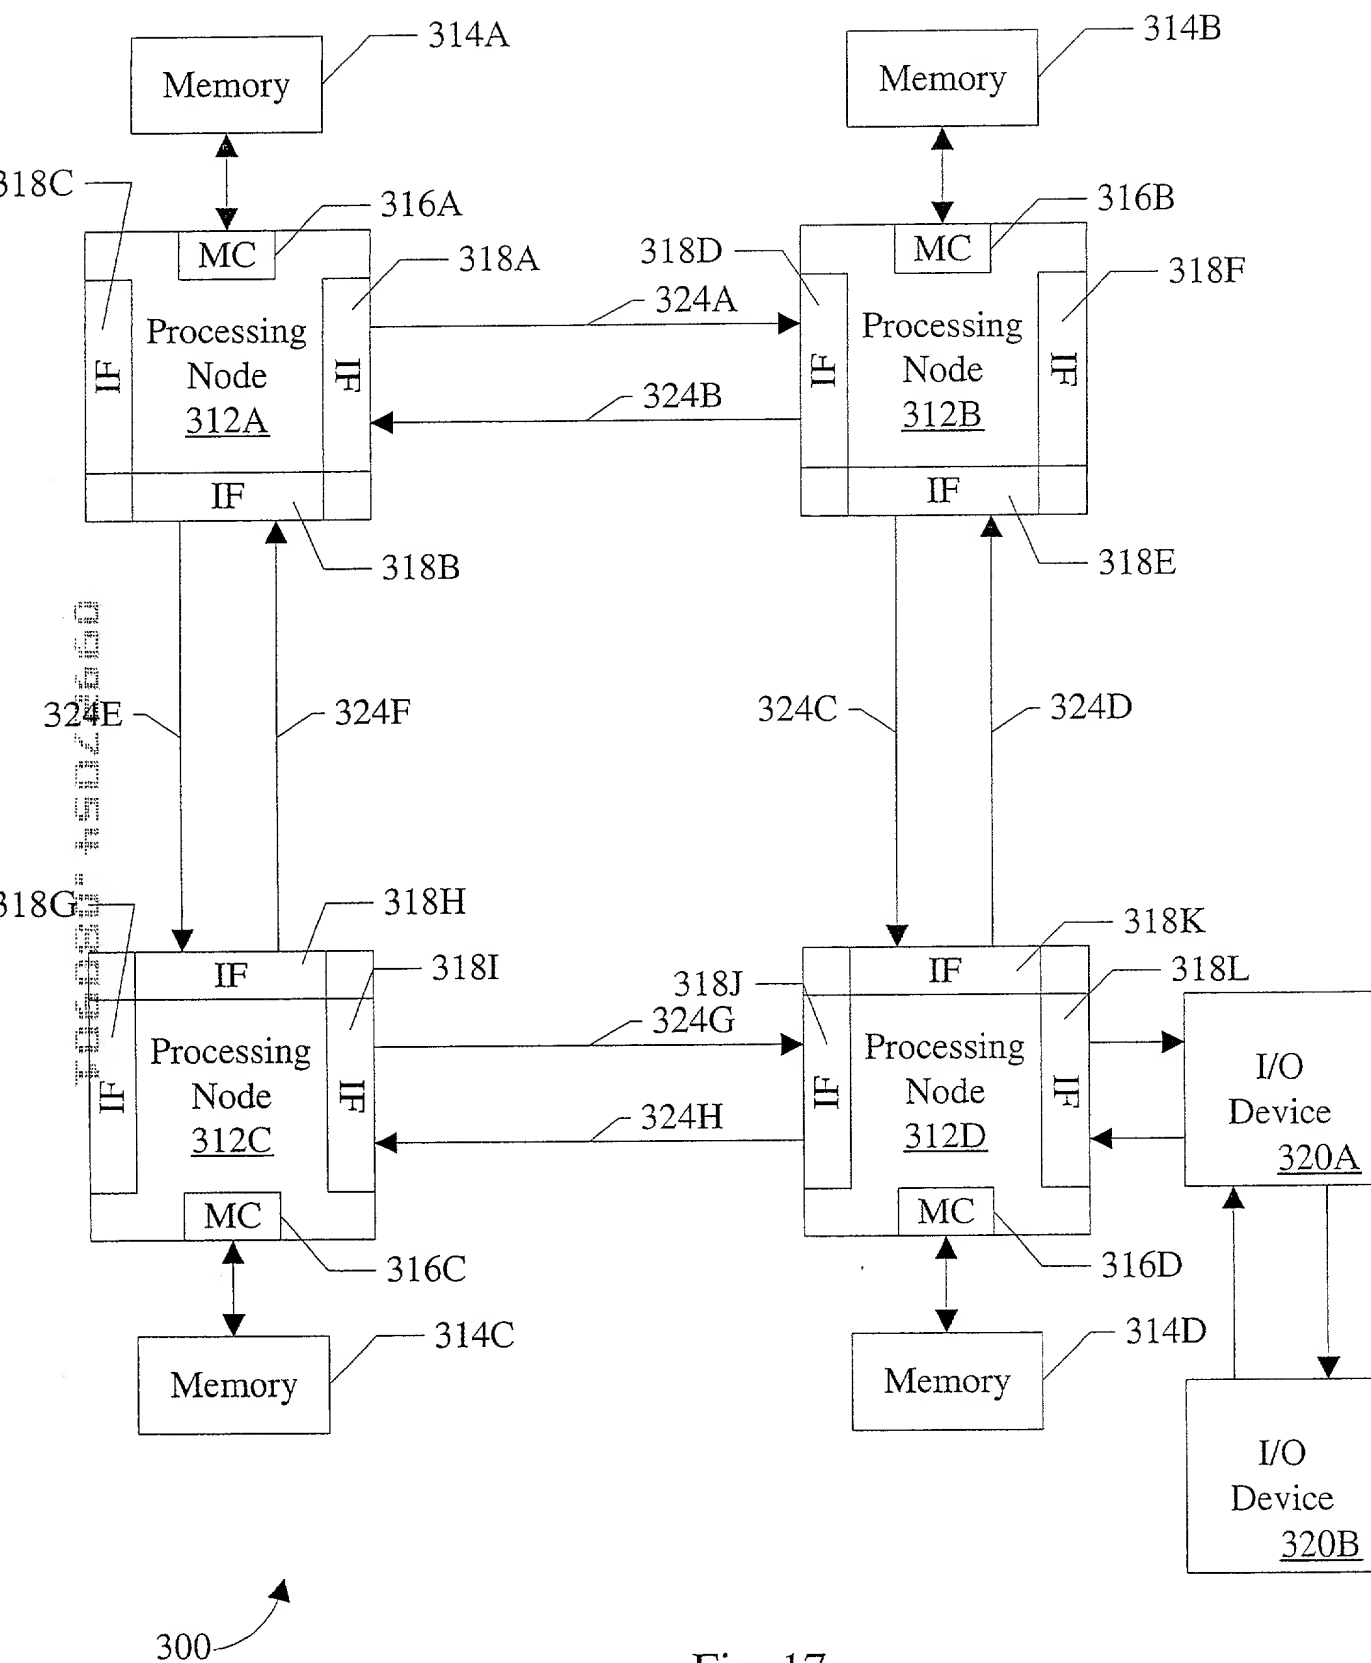 314A
Memory
314B
Memory
318C
316A
316B
MC
MC
318A
318D
318F
324A
Processing
Node
312A
IF
IF
Processing
Node
312B
IF
IF
324B
IF
IF
318B
318E
324E
324F
324C
324D
318G
318H
318K
IF
318I
IF
318J
318L
324G
Processing
Node
312C
IF
IF
Processing
Node
312D
IF
IF
I/O
Device
320A
324H
MC
MC
316C
316D
314C
Memory
314D
Memory
I/O
Device
320B
300